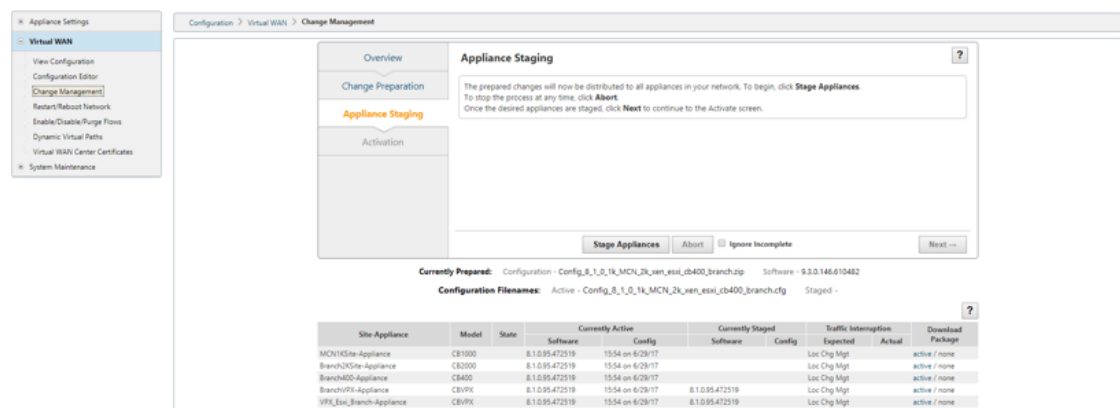 Appliance Settings
Configuration > Virtual WAN > Change Management
Virtual WAN
View Configuration
Configuration Editor
Change Management
Restart/Reboot Network
Enable/Disable/Purge Flows
Dynamic Virtual Paths
Virtual WAN Center Certificates
System Maintenance
Overview
Change Preparation
Appliance Staging
Activation
Appliance Staging
?
The prepared changes will now be distributed to all appliances in your network. To begin, click Stage Appliances.
To stop the process at any time, click Abort.
Once the desired appliances are staged, click Next to continue to the Activate screen.
Stage Appliances Abort Ignore Incomplete Next →
Currently Prepared: Configuration - Config_8_1_0_1k_MCN_2k_xen_esxi_cb400_branch.zip Software - 9.3.0.146.610482
Configuration Filenames: Active - Config_8_1_0_1k_MCN_2k_xen_esxi_cb400_branch.cfg Staged -
?
Site-Appliance Model State Currently Active Currently Staged Traffic Interruption Download Package
Software Config Software Config Expected Actual
MCN1KSite-Appliance CB1000 8.1.0.95.472519 15:54 on 6/29/17 Loc Chg Mgt active / none
Branch2KSite-Appliance CB2000 8.1.0.95.472519 15:54 on 6/29/17 Loc Chg Mgt active / none
Branch400-Appliance CB400 8.1.0.95.472519 15:54 on 6/29/17 Loc Chg Mgt active / none
BranchVPX-Appliance CBVPX 8.1.0.95.472519 15:54 on 6/29/17 8.1.0.95.472519 Loc Chg Mgt active / none
VPX_Esxi_Branch-Appliance CBVPX 8.1.0.95.472519 15:54 on 6/29/17 8.1.0.95.472519 Loc Chg Mgt active / none